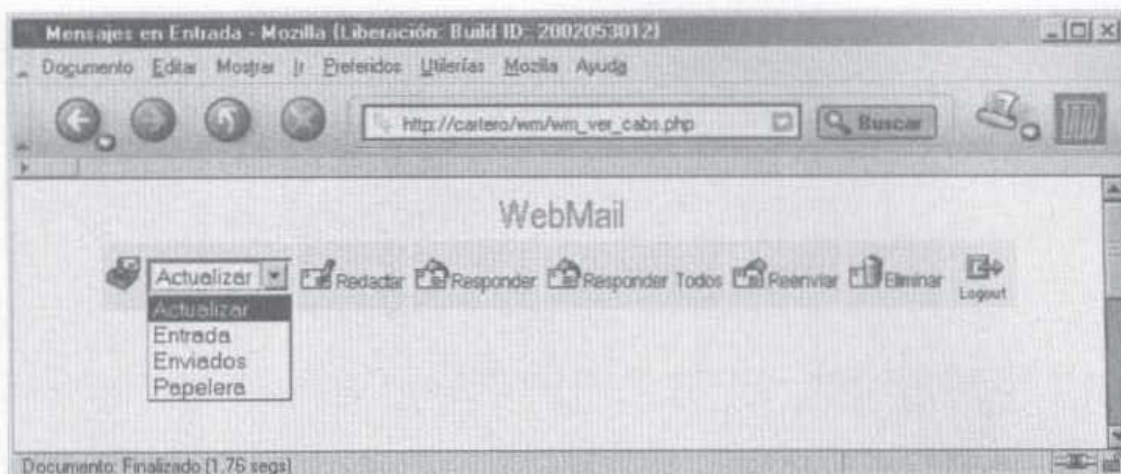 Mensajes en Entrada - Mozilla {Liberación: Build ID: 2002053012}
Documento Editar Mostrar Ir Preferidos Utilerías Mozilla Ayuda
http://cartero/wm/wm_ver_cabs.php Buscar
WebMail
Actualizar Redactar Responder Responder Todos Reenviar Eliminar Logout
Actualizar
Entrada
Enviados
Papelera
Documento: Finalizado (1.76 segs)